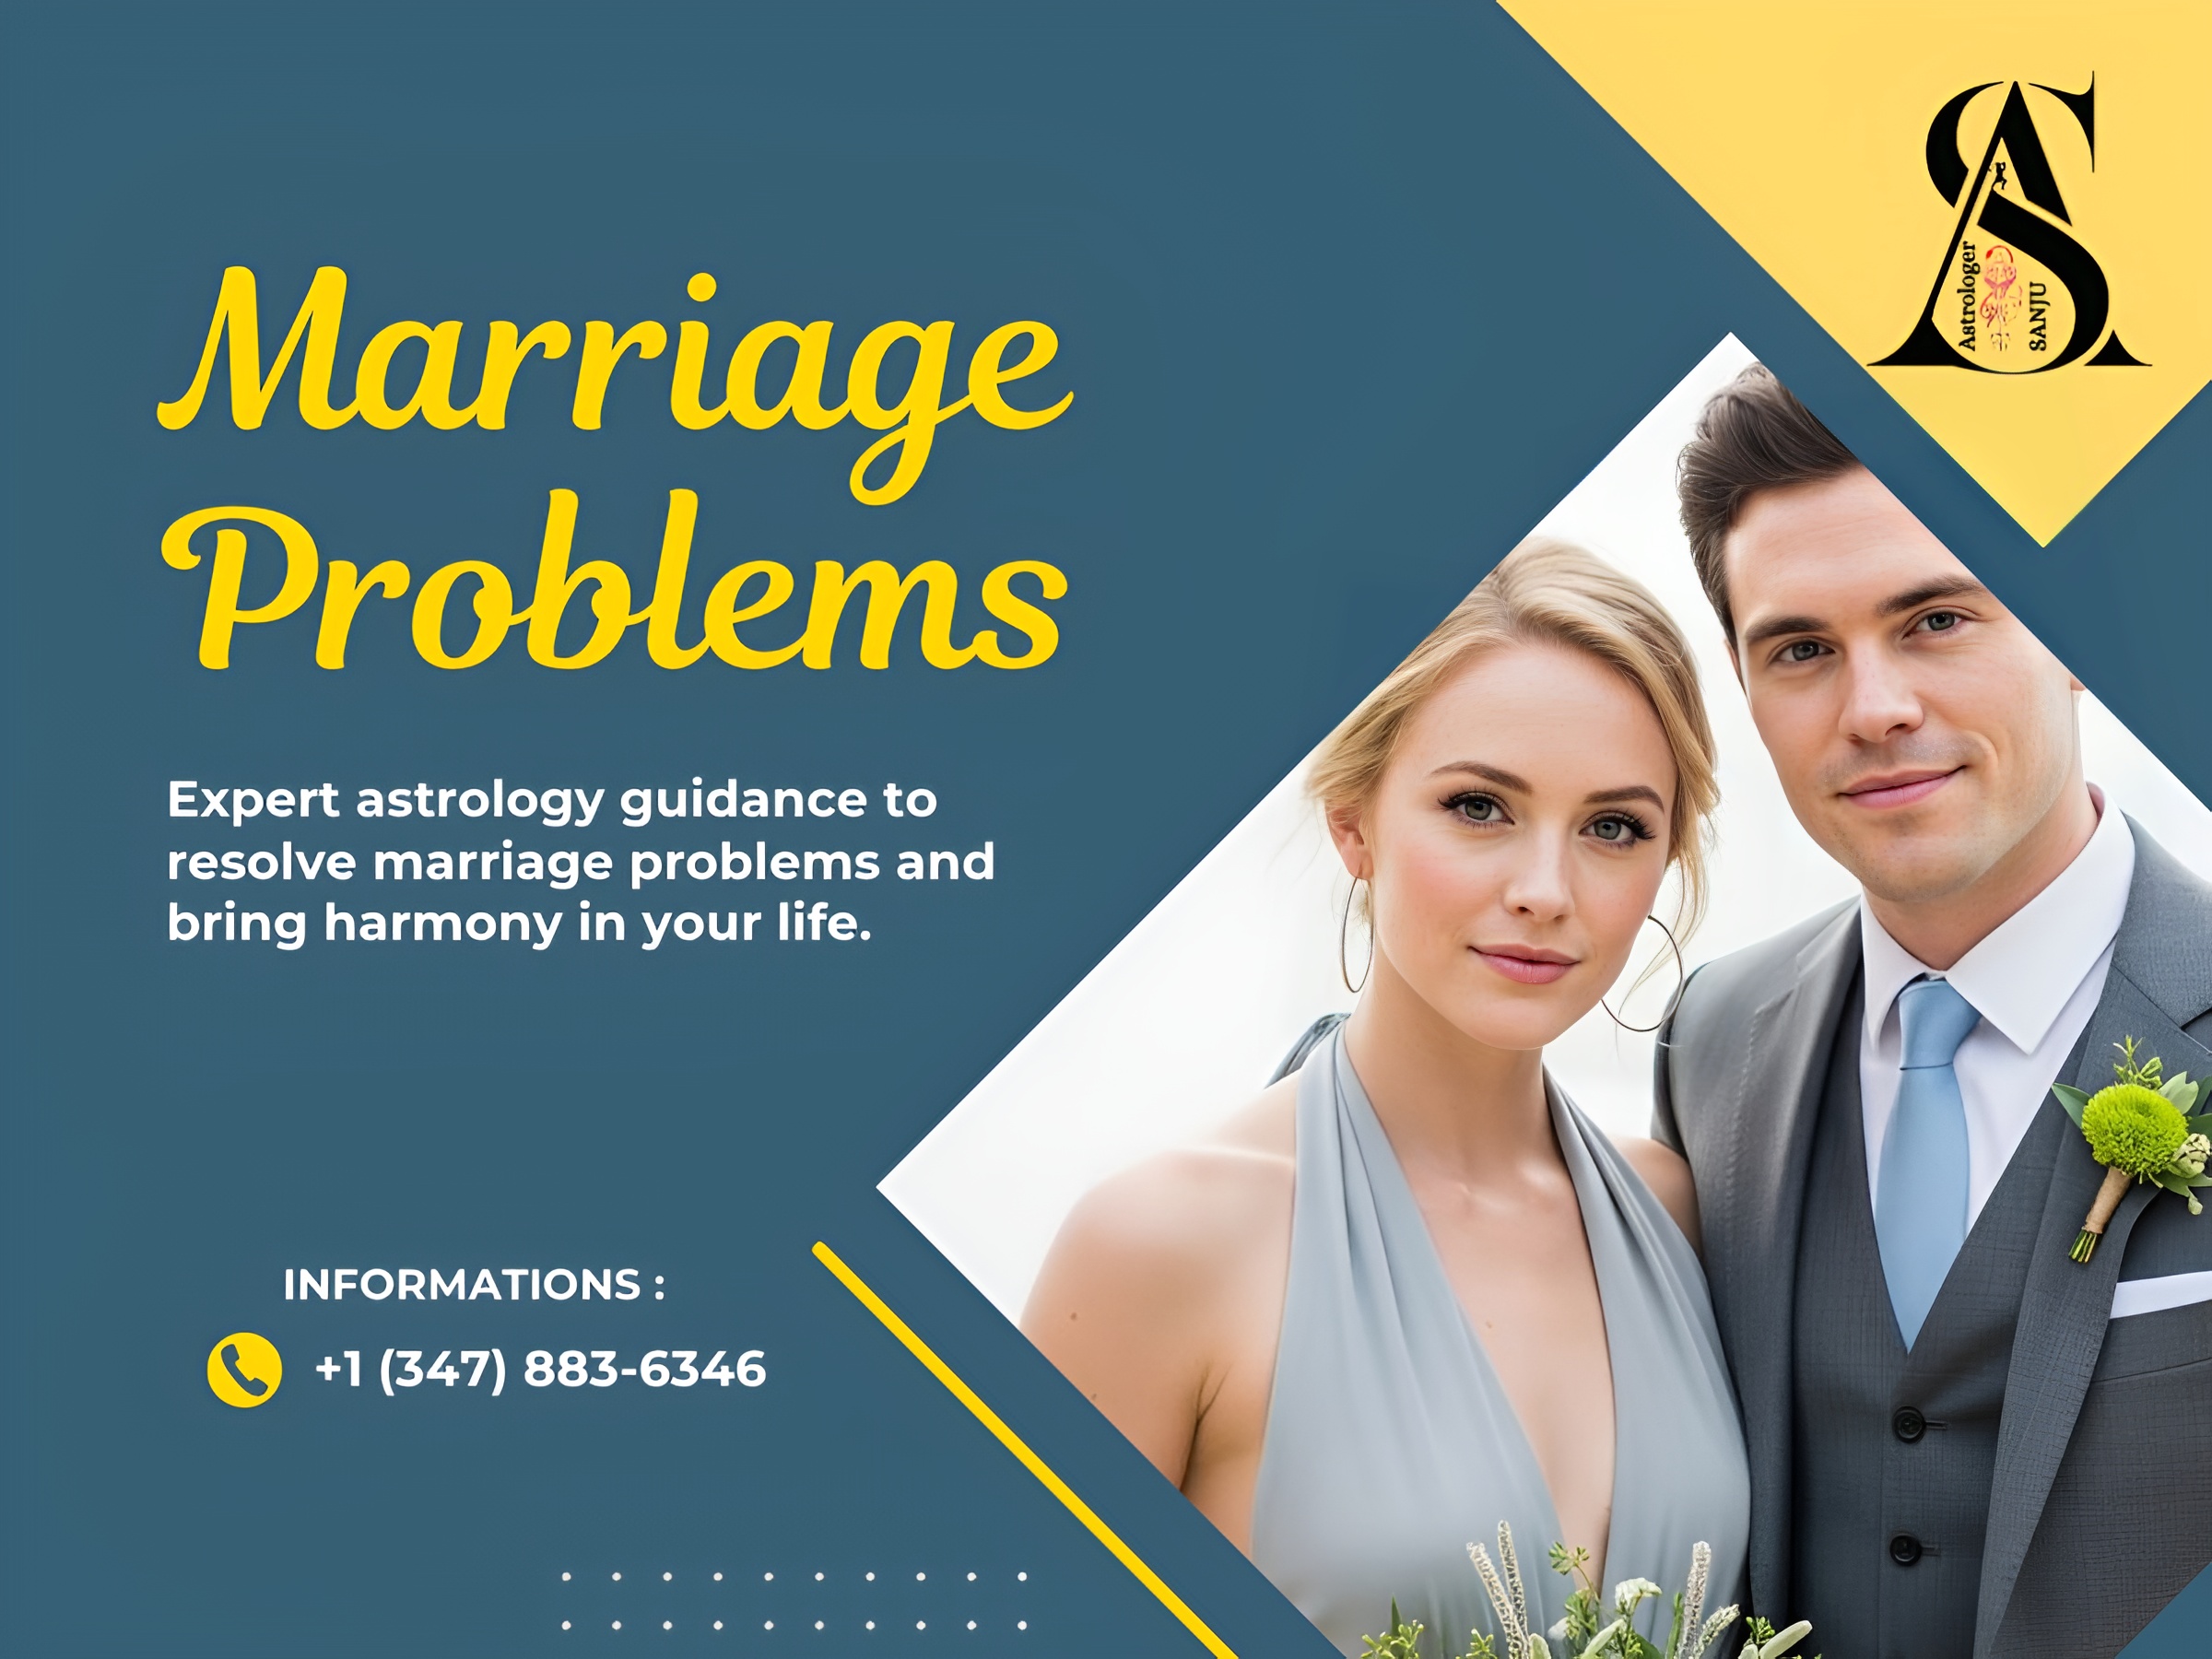 Marriage
Problems
Expert astrology guidance to
resolve marriage problems and
bring harmony in your life.
INFORMATIONS :
+1 (347) 883-6346
AS
Astrologer
SANJU